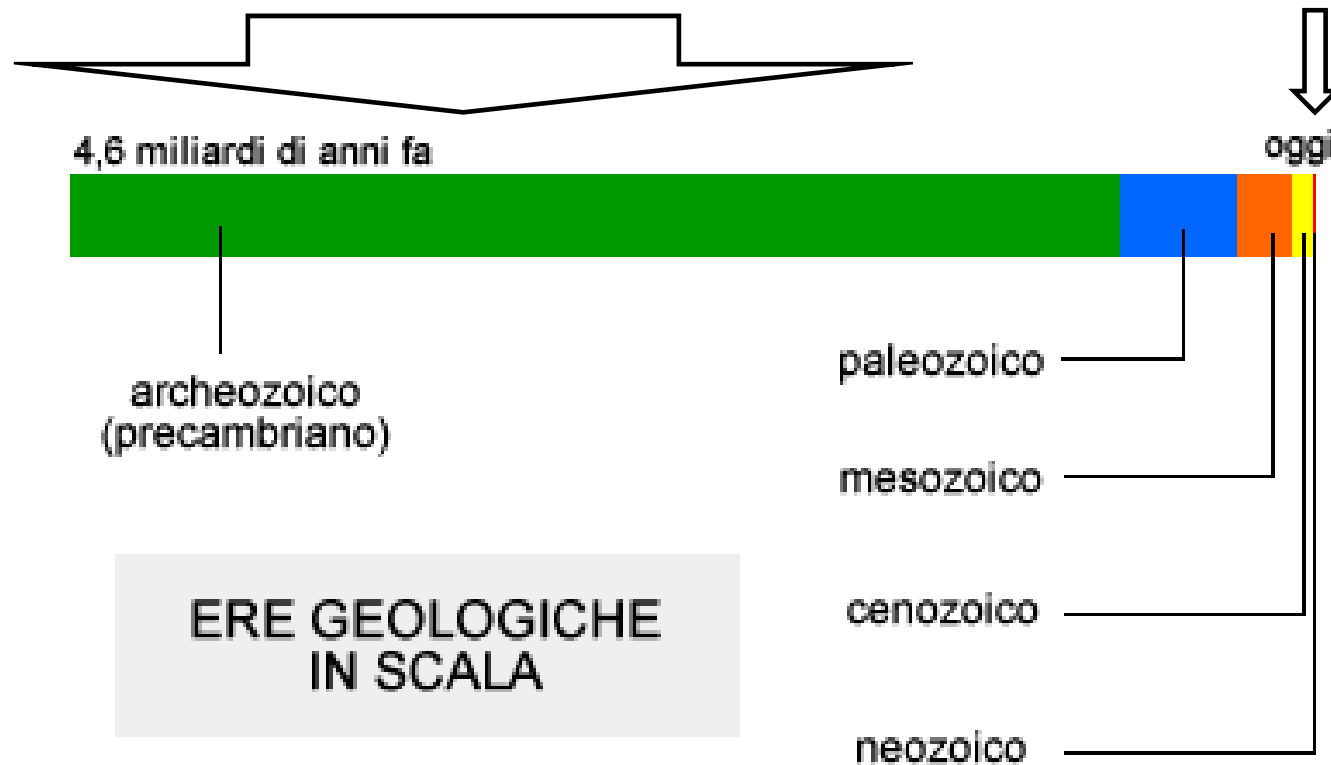 4,6 miliardi di anni fa
oggi
archeozoico
(precambriano)
paleozoico
mesozoico
cenozoico
neozoico
ERE GEOLOGICHE
IN SCALA